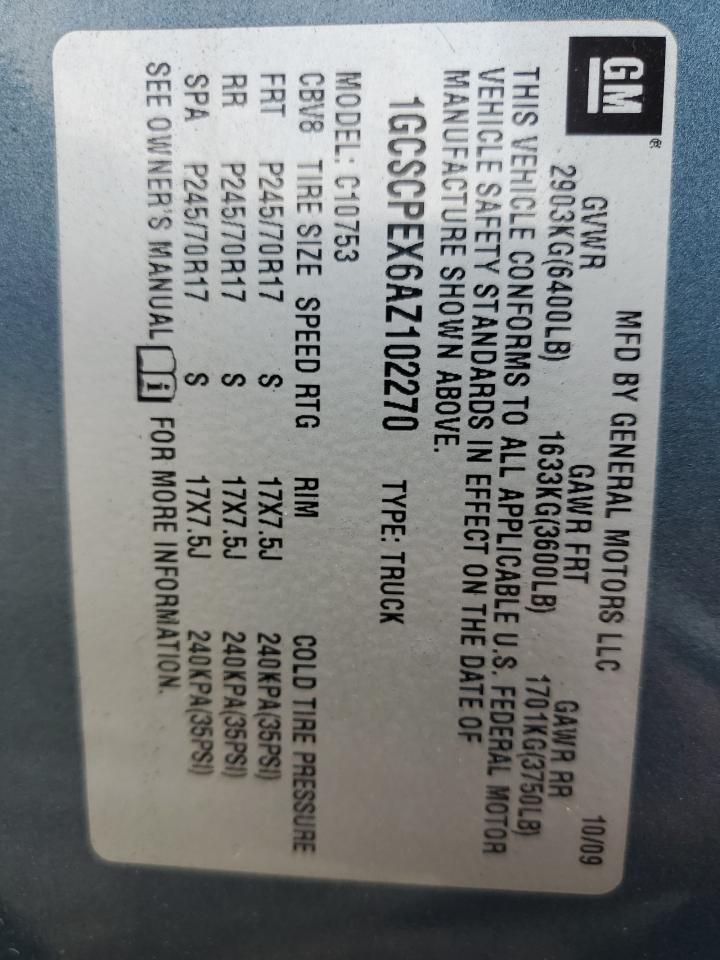 GM®
MFD BY GENERAL MOTORS LLC 10/09
GVWR GAWR FRT GAWR RR
2903KG(6400LB) 1633KG(3600LB) 1701KG(3750LB)
THIS VEHICLE CONFORMS TO ALL APPLICABLE U.S. FEDERAL MOTOR
VEHICLE SAFETY STANDARDS IN EFFECT ON THE DATE OF
MANUFACTURE SHOWN ABOVE.
1GCSCPEX6AZ102270 TYPE: TRUCK
MODEL: C10753
CBV8 TIRE SIZE SPEED RTG RIM COLD TIRE PRESSURE
FRT P245/70R17 S 17X7.5J 240KPA(35PSI)
RR P245/70R17 S 17X7.5J 240KPA(35PSI)
SPA P245/70R17 S 17X7.5J 240KPA(35PSI)
SEE OWNER'S MANUAL i FOR MORE INFORMATION.